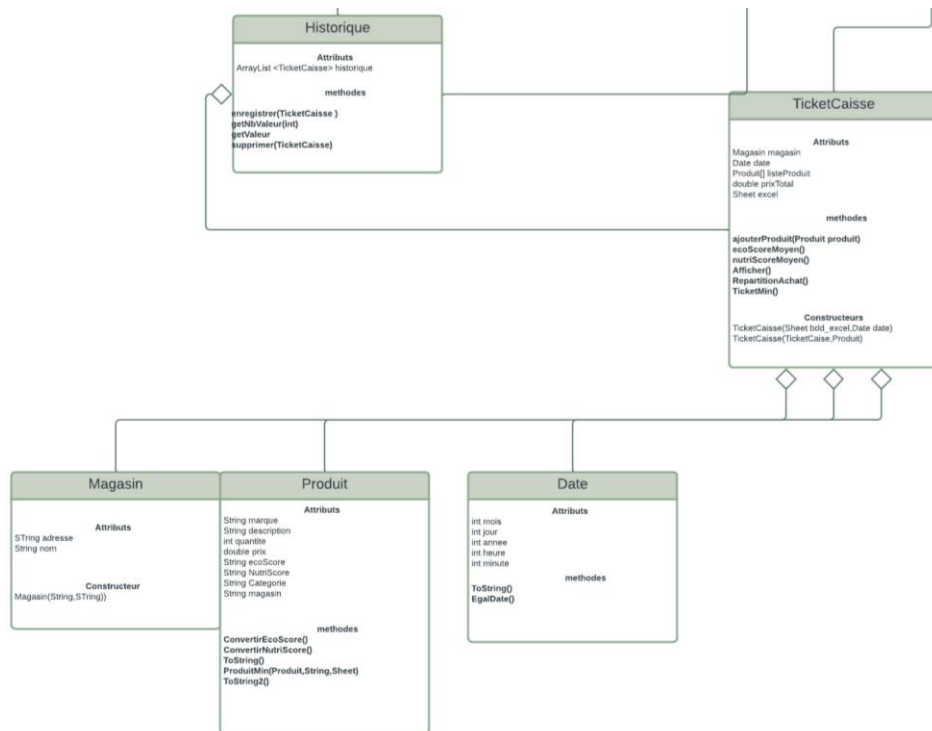 Historique
Attributs
ArrayList <TicketCaisse> historique
methodes
enregistrer(TicketCaisse )
getNbValeur(int)
getValeur
supprimer(TicketCaisse)
TicketCaisse
Attributs
Magasin magasin
Date date
Produit[] listeProduit
double prixTotal
Sheet excel
methodes
ajouterProduit(Produit produit)
ecoScoreMoyen()
nutriScoreMoyen()
Afficher()
RepartitionAchat()
TicketMin()
Constructeurs
TicketCaisse(Sheet bdd_excel,Date date)
TicketCaisse(TicketCaise,Produit)
Magasin
Attributs
STring adresse
String nom
Constructeur
Magasin(String,STring))
Produit
Attributs
String marque
String description
int quantite
double prix
String ecoScore
String NutriScore
String Categorie
String magasin
methodes
ConvertirEcoScore()
ConvertirNutriScore()
ToString()
ProduitMin(Produit,String,Sheet)
ToString2()
Date
Attributs
int mois
int jour
int annee
int heure
int minute
methodes
ToString()
EgalDate()